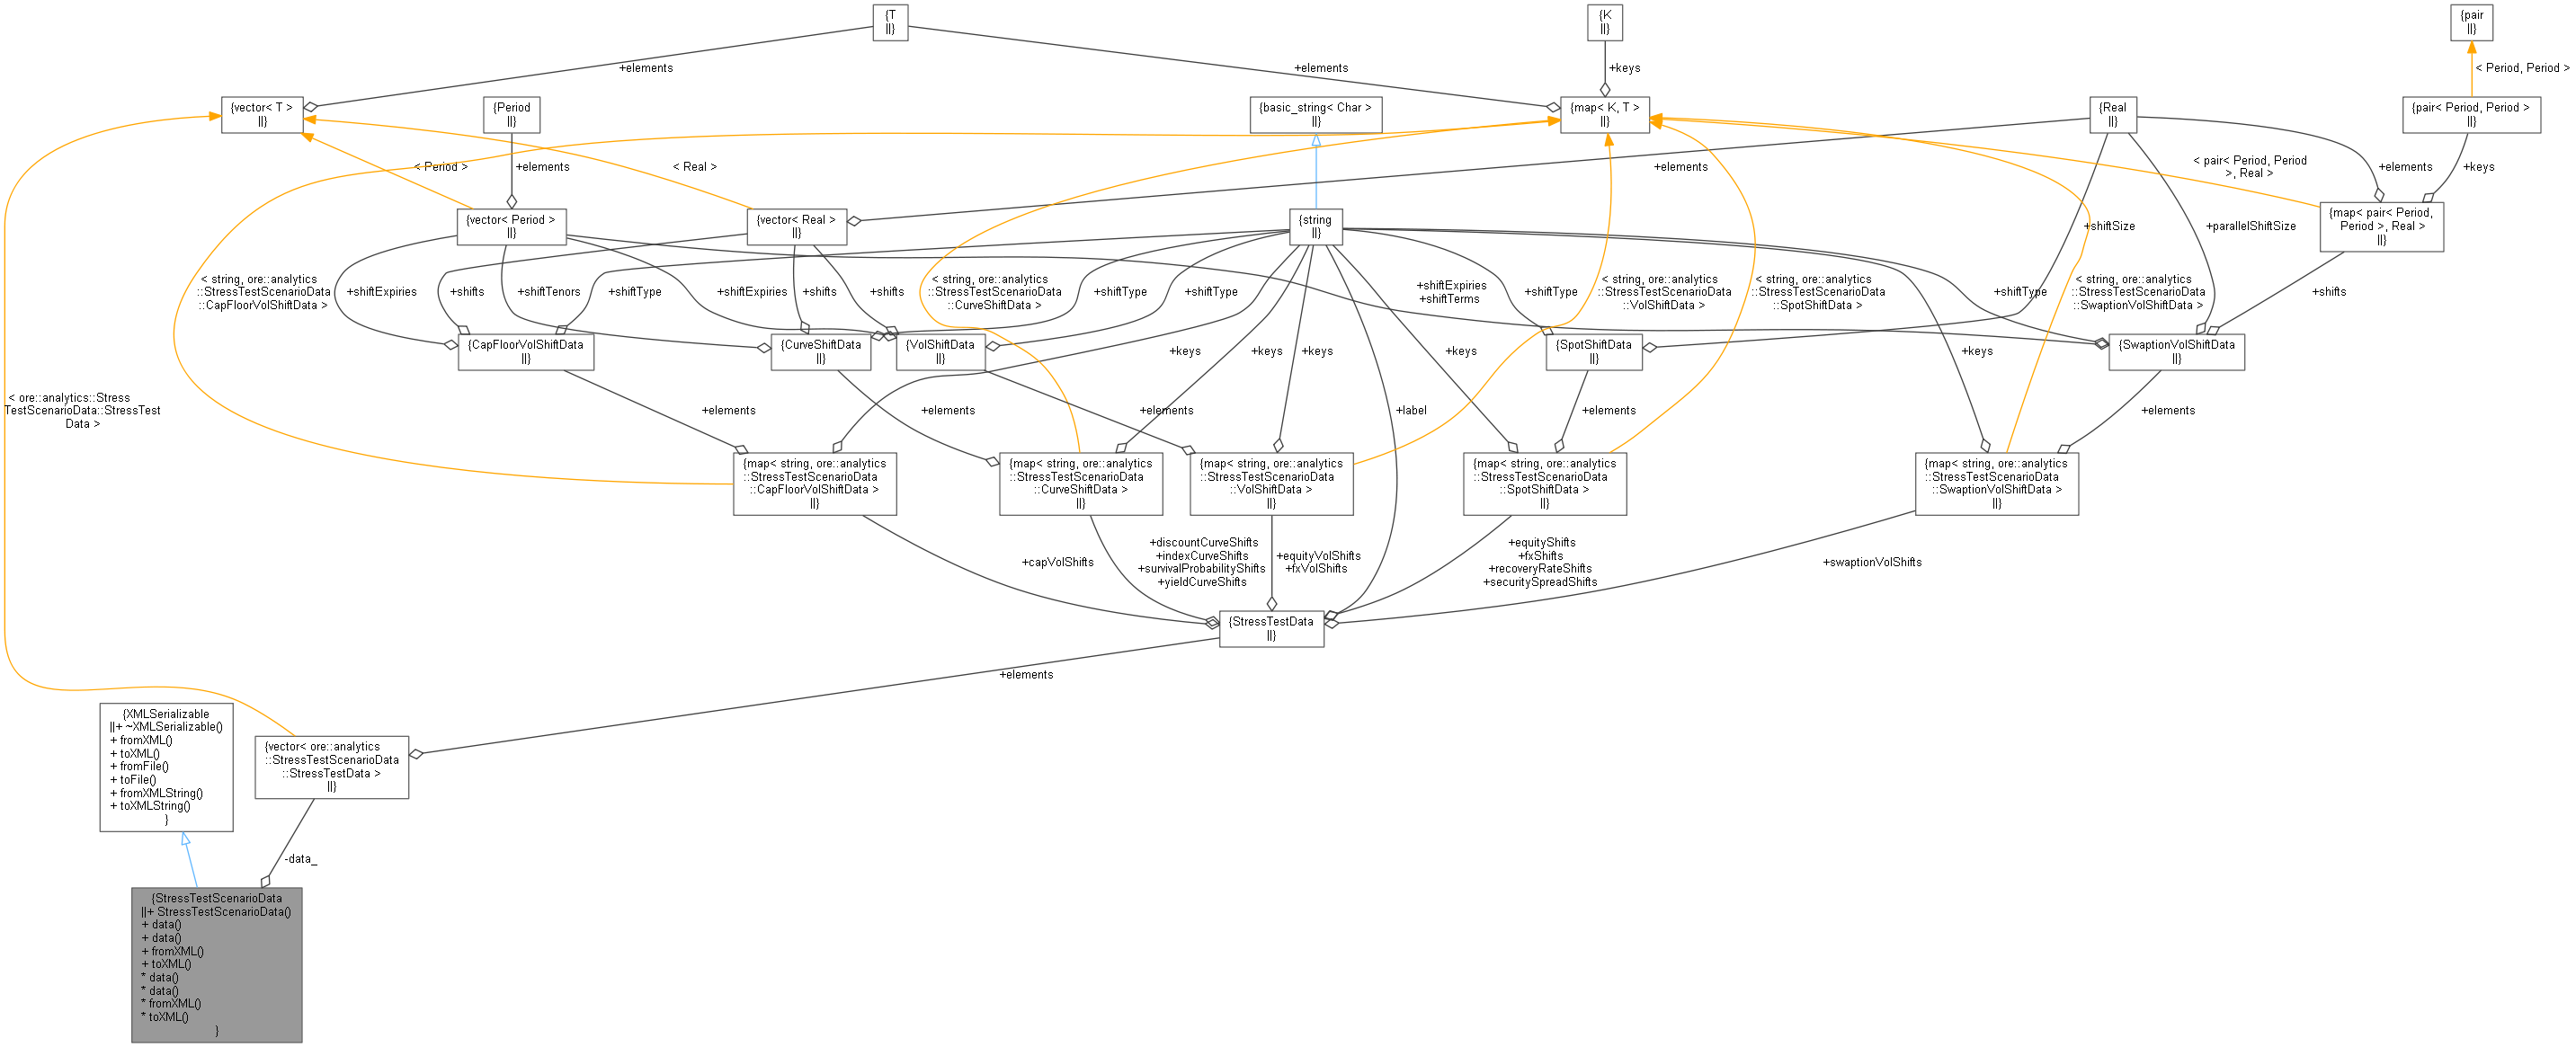 {T
||}
{K
||}
{pair
||}
+elements
+elements
+keys
< Period, Period >
{vector< T >
||}
{Period
||}
{basic_string< Char >
||}
{map< K, T >
||}
{Real
||}
{pair< Period, Period >
||}
< Period >
+elements
< Real >
+elements
< pair< Period, Period
>, Real >
+elements
+keys
{vector< Period >
||}
{vector< Real >
||}
{string
||}
+shiftSize
+parallelShiftSize
{map< pair< Period,
Period >, Real >
||}
< string, ore::analytics
::StressTestScenarioData
::CapFloorVolShiftData >
+shiftExpiries
+shifts
+shiftTenors
+shiftType
+shiftExpiries
+shifts
+shifts
< string, ore::analytics
::StressTestScenarioData
::CurveShiftData >
+shiftType
+shiftType
+shiftExpiries
+shiftTerms
+shiftType
< string, ore::analytics
::StressTestScenarioData
::VolShiftData >
< string, ore::analytics
::StressTestScenarioData
::SpotShiftData >
+shiftType
< string, ore::analytics
::StressTestScenarioData
::SwaptionVolShiftData >
+shifts
{CapFloorVolShiftData
||}
{CurveShiftData
||}
{VolShiftData
||}
{SpotShiftData
||}
{SwaptionVolShiftData
||}
+keys
+keys
+keys
+keys
+keys
< ore::analytics::Stress
TestScenarioData::StressTest
Data >
+elements
+elements
+elements
+label
+elements
+elements
{map< string, ore::analytics
::StressTestScenarioData
::CapFloorVolShiftData >
||}
{map< string, ore::analytics
::StressTestScenarioData
::CurveShiftData >
||}
{map< string, ore::analytics
::StressTestScenarioData
::VolShiftData >
||}
{map< string, ore::analytics
::StressTestScenarioData
::SpotShiftData >
||}
{map< string, ore::analytics
::StressTestScenarioData
::SwaptionVolShiftData >
||}
+capVolShifts
+discountCurveShifts
+indexCurveShifts
+survivalProbabilityShifts
+yieldCurveShifts
+equityVolShifts
+fxVolShifts
+equityShifts
+fxShifts
+recoveryRateShifts
+securitySpreadShifts
+swaptionVolShifts
{StressTestData
||}
+elements
{XMLSerializable
||+ ~XMLSerializable()
+ fromXML()
+ toXML()
+ fromFile()
+ toFile()
+ fromXMLString()
+ toXMLString()
}
{vector< ore::analytics
::StressTestScenarioData
::StressTestData >
||}
-data_
{StressTestScenarioData
||+ StressTestScenarioData()
+ data()
+ data()
+ fromXML()
+ toXML()
* data()
* data()
* fromXML()
* toXML()
}